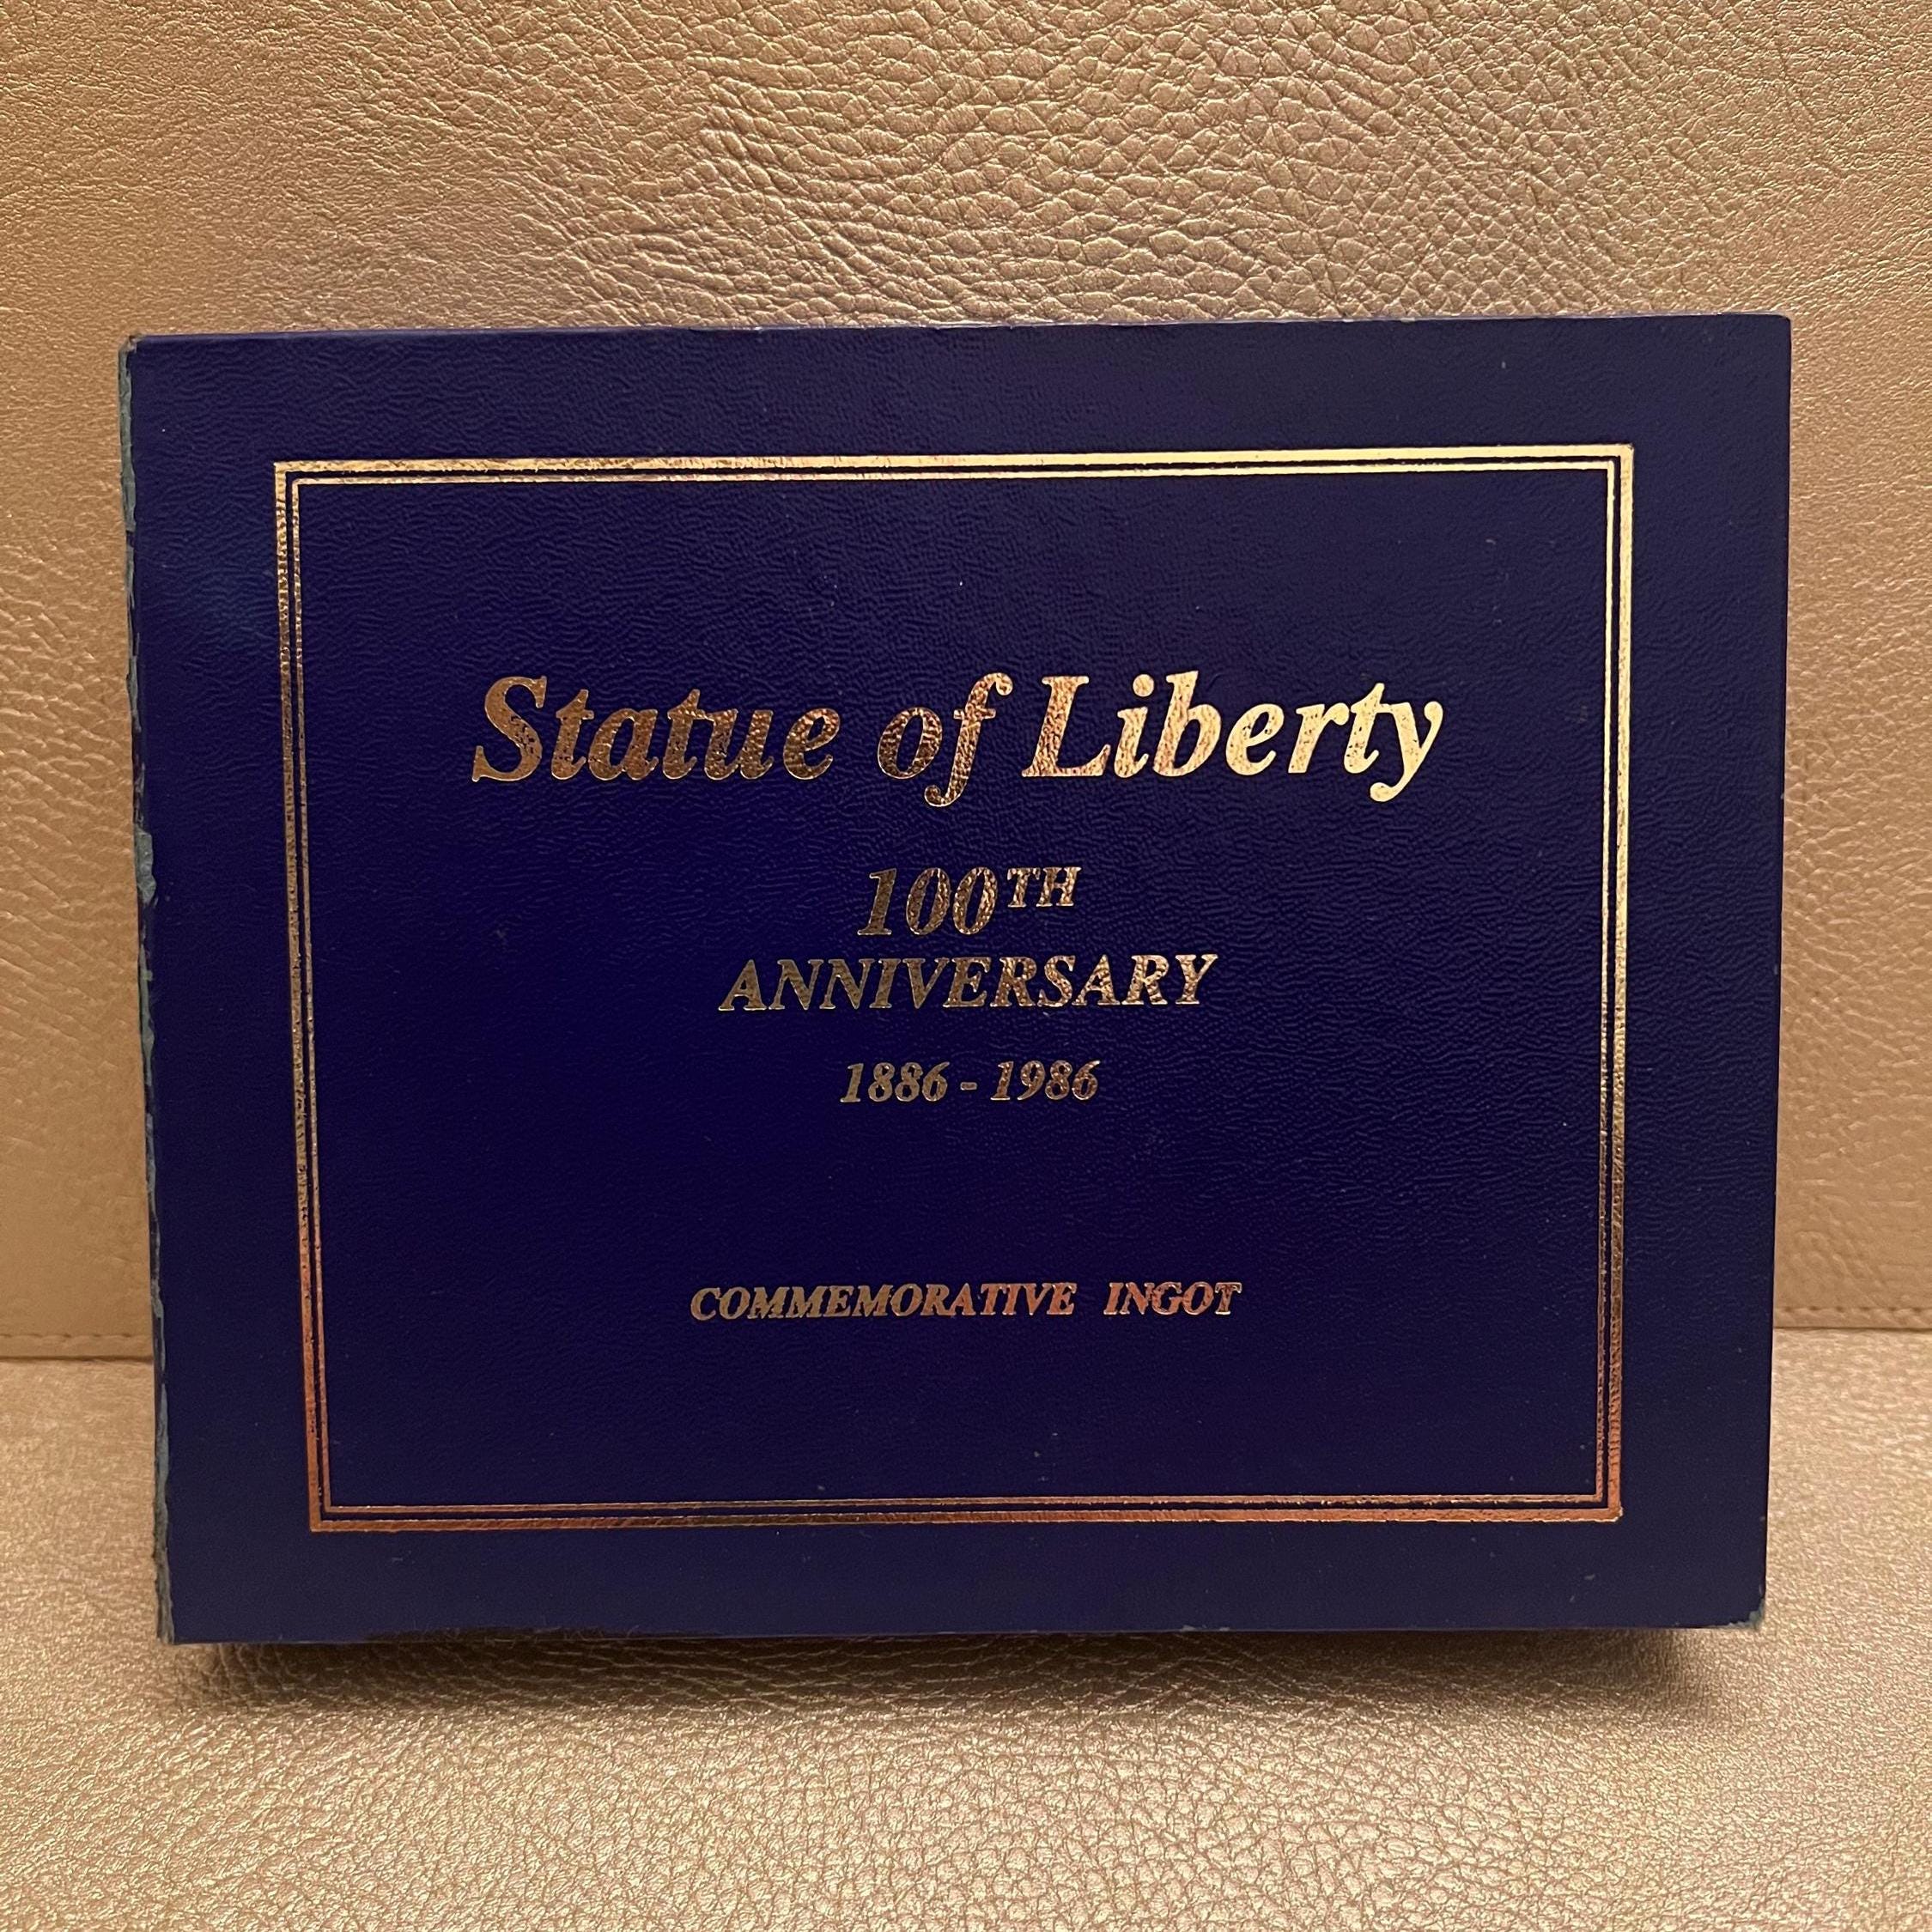 Statue of Liberty
100TH
ANNIVERSARY
1886 - 1986
COMMEMORATIVE INGOT